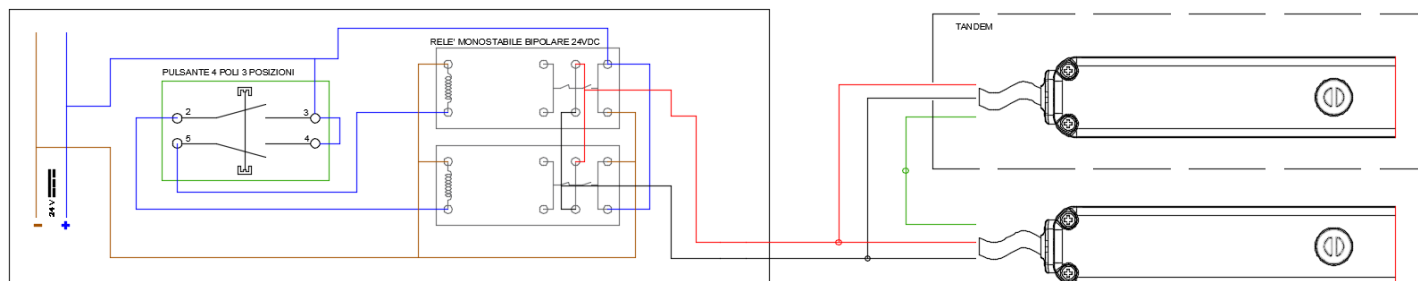 TANDEM
RELE' MONOSTABILE BIPOLARE 24VDC
PULSANTE 4 POLI 3 POSIZIONI
2
3
5
4
24 V
-
+